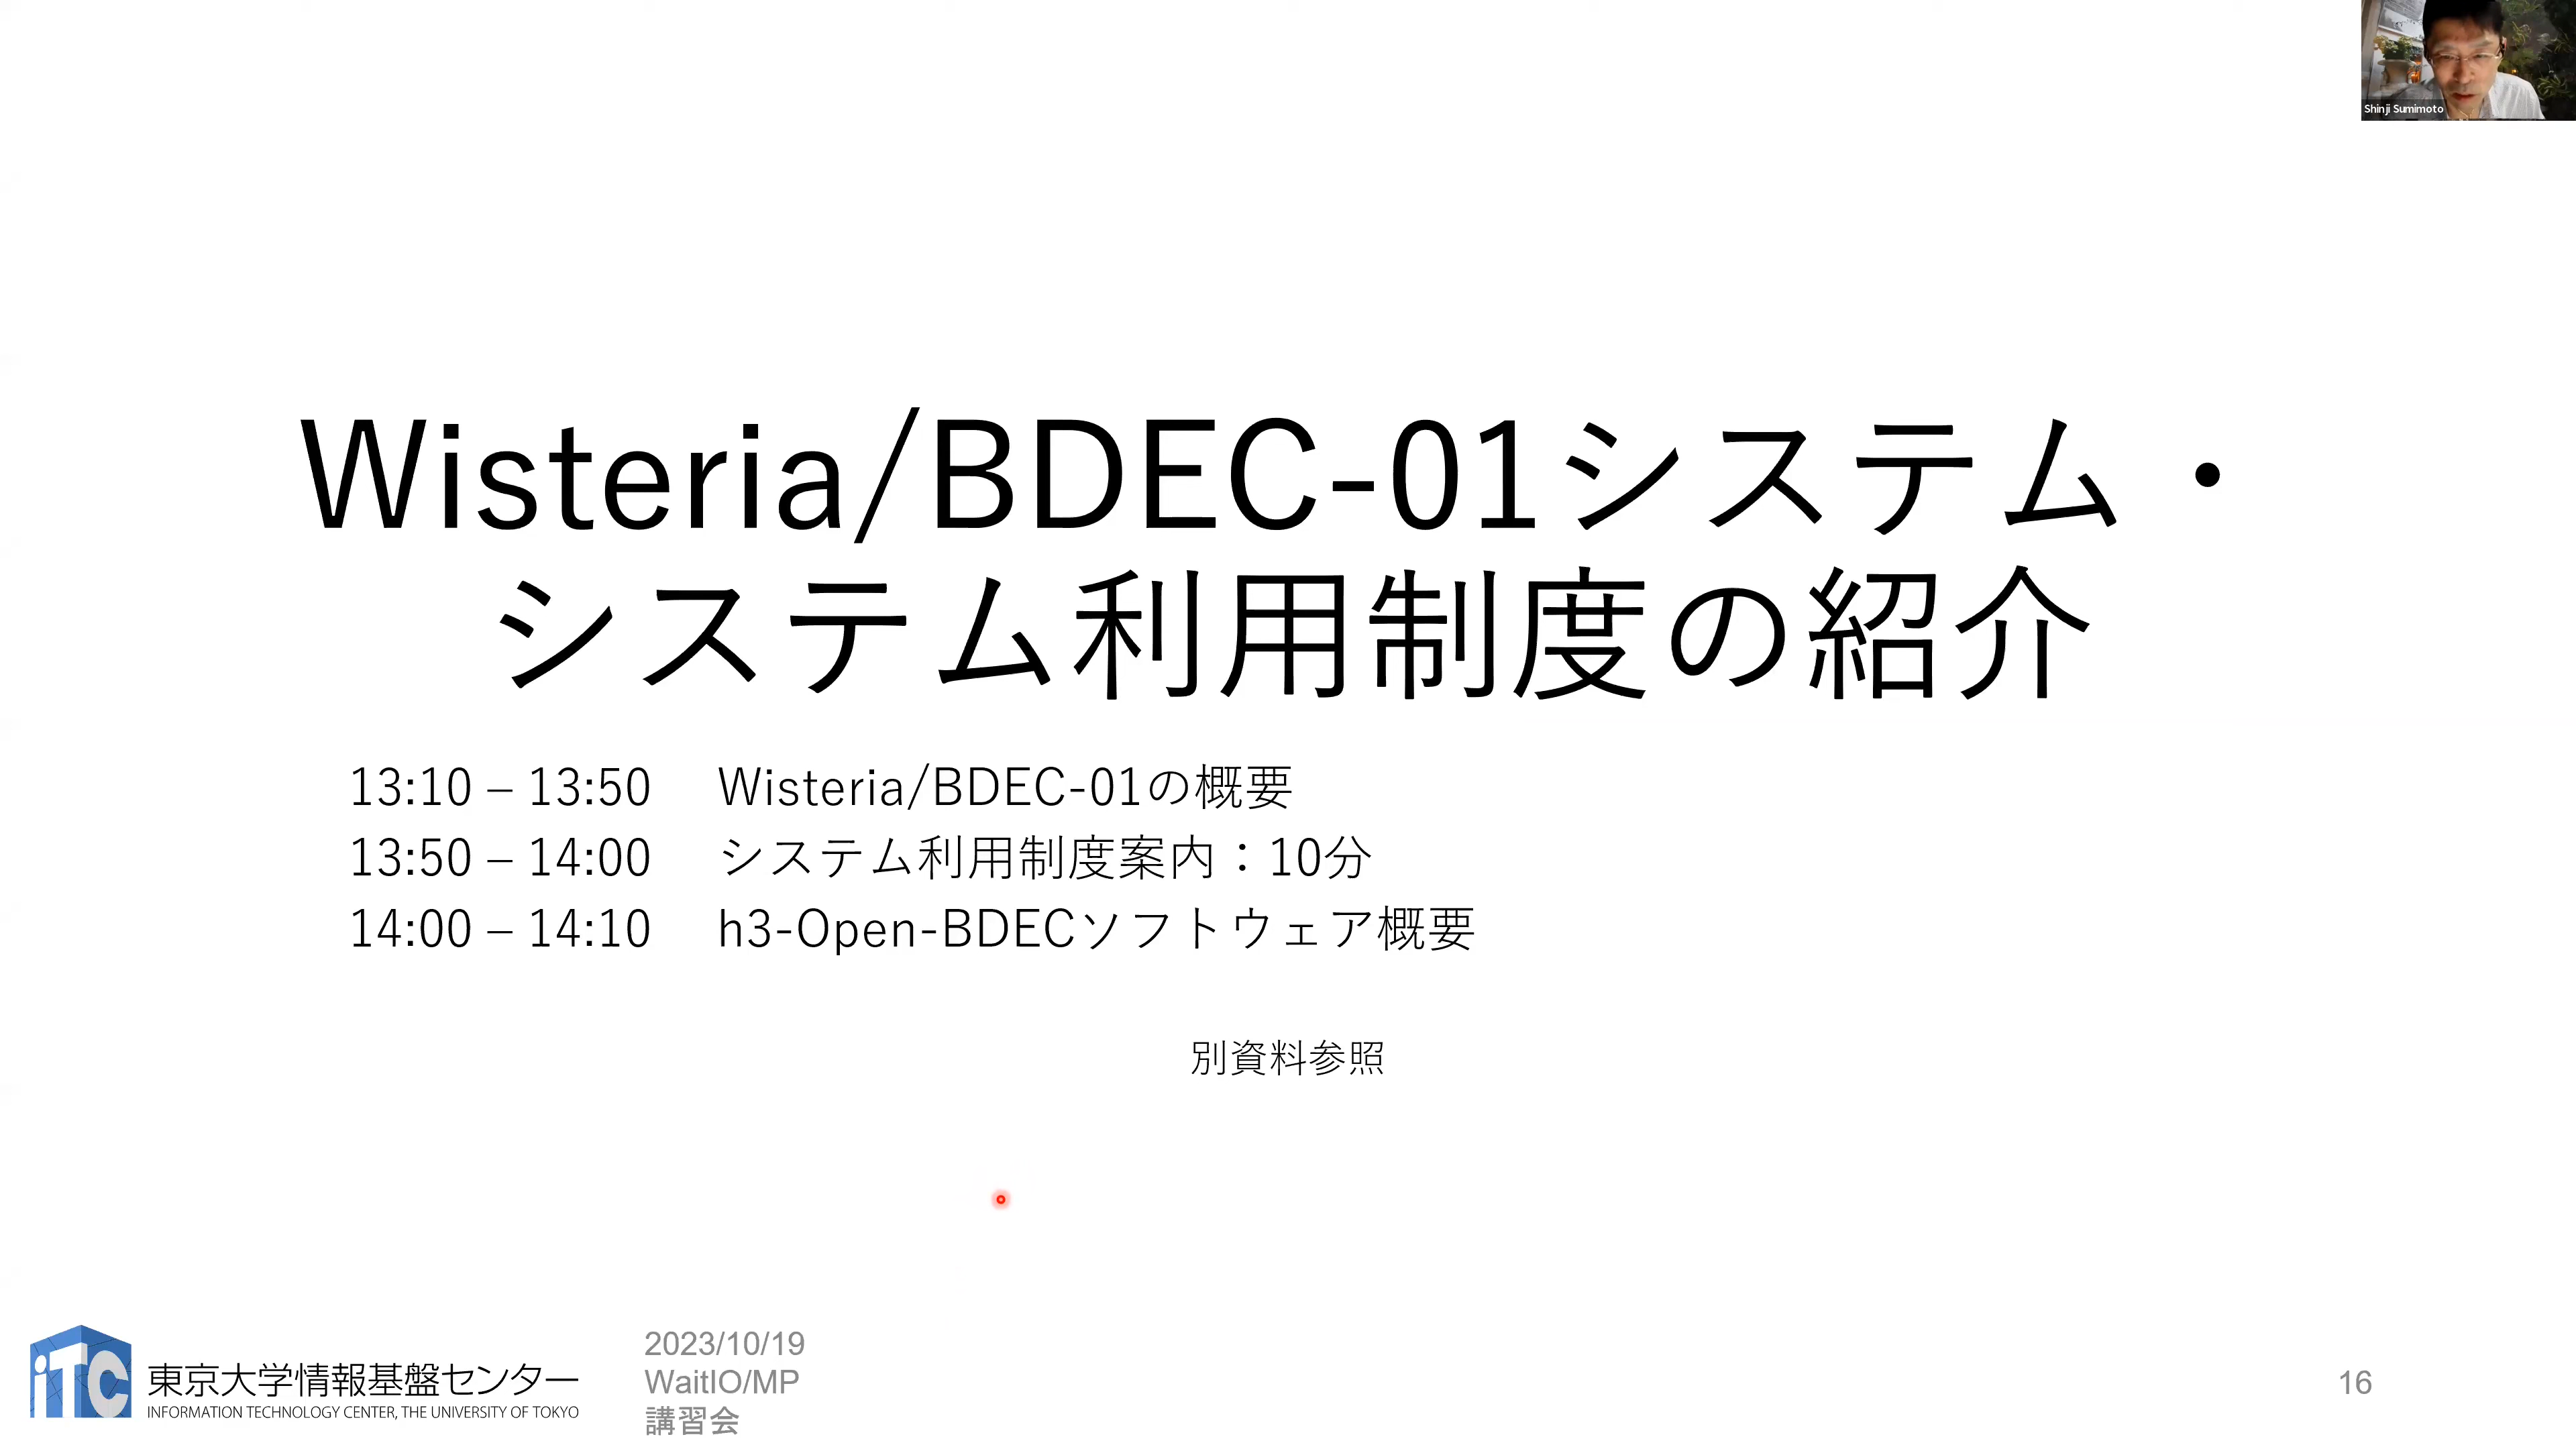 Shinji Sumimoto
Wisteria/BDEC-01システム・
システム利用制度の紹介
13:10 – 13:50 Wisteria/BDEC-01の概要
13:50 – 14:00 システム利用制度案内：10分
14:00 – 14:10 h3-Open-BDECソフトウェア概要
別資料参照
iTC
東京大学情報基盤センター
INFORMATION TECHNOLOGY CENTER, THE UNIVERSITY OF TOKYO
2023/10/19
WaitIO/MP
講習会
16